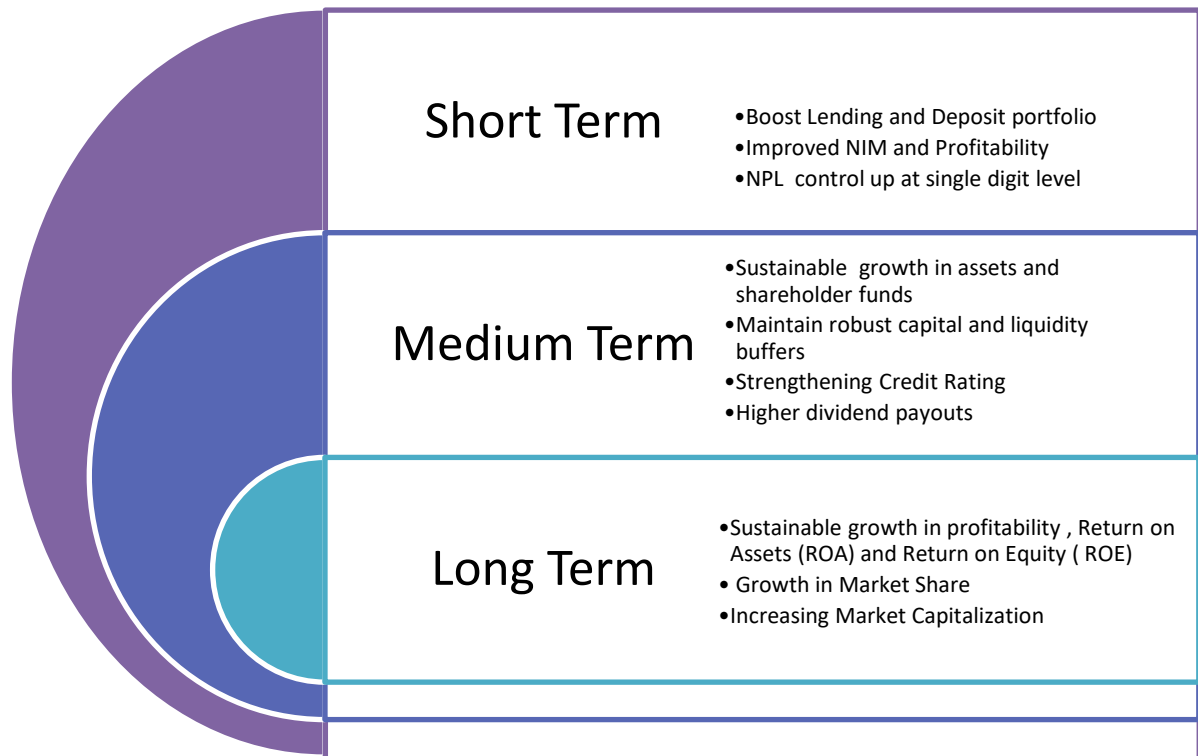 Short Term
•Boost Lending and Deposit portfolio
•Improved NIM and Profitability
•NPL  control up at single digit level
Medium Term
•Sustainable  growth in assets and
shareholder funds
•Maintain robust capital and liquidity
buffers
•Strengthening Credit Rating
•Higher dividend payouts
Long Term
•Sustainable growth in profitability , Return on
Assets (ROA) and Return on Equity ( ROE)
• Growth in Market Share
•Increasing Market Capitalization